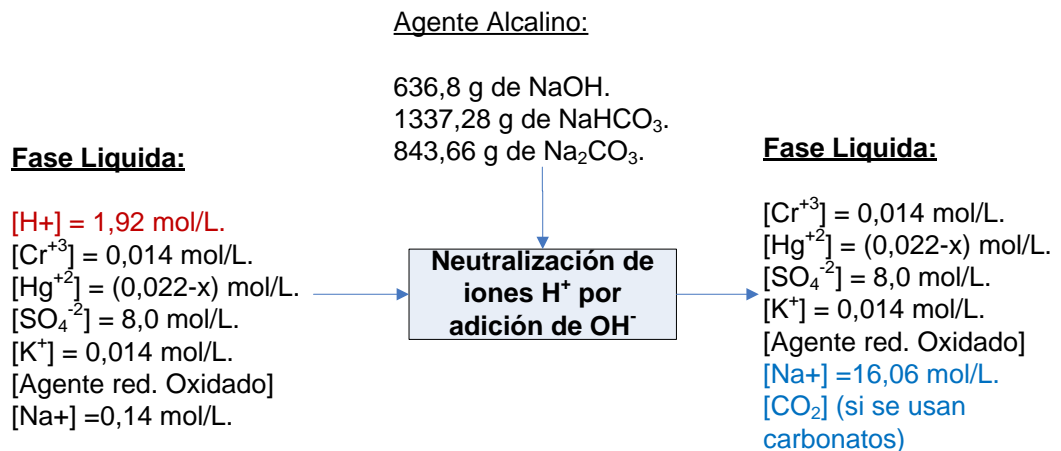 Agente Alcalino:
636,8 g de NaOH.
1337,28 g de NaHCO₃.
843,66 g de Na₂CO₃.
Fase Liquida:
[H+] = 1,92 mol/L.
[Cr⁺³] = 0,014 mol/L.
[Hg⁺²] = (0,022-x) mol/L.
[SO₄⁻²] = 8,0 mol/L.
[K⁺] = 0,014 mol/L.
[Agente red. Oxidado]
[Na+] =0,14 mol/L.
Neutralización de
iones H⁺ por
adición de OH⁻
Fase Liquida:
[Cr⁺³] = 0,014 mol/L.
[Hg⁺²] = (0,022-x) mol/L.
[SO₄⁻²] = 8,0 mol/L.
[K⁺] = 0,014 mol/L.
[Agente red. Oxidado]
[Na+] =16,06 mol/L.
[CO₂] (si se usan
carbonatos)